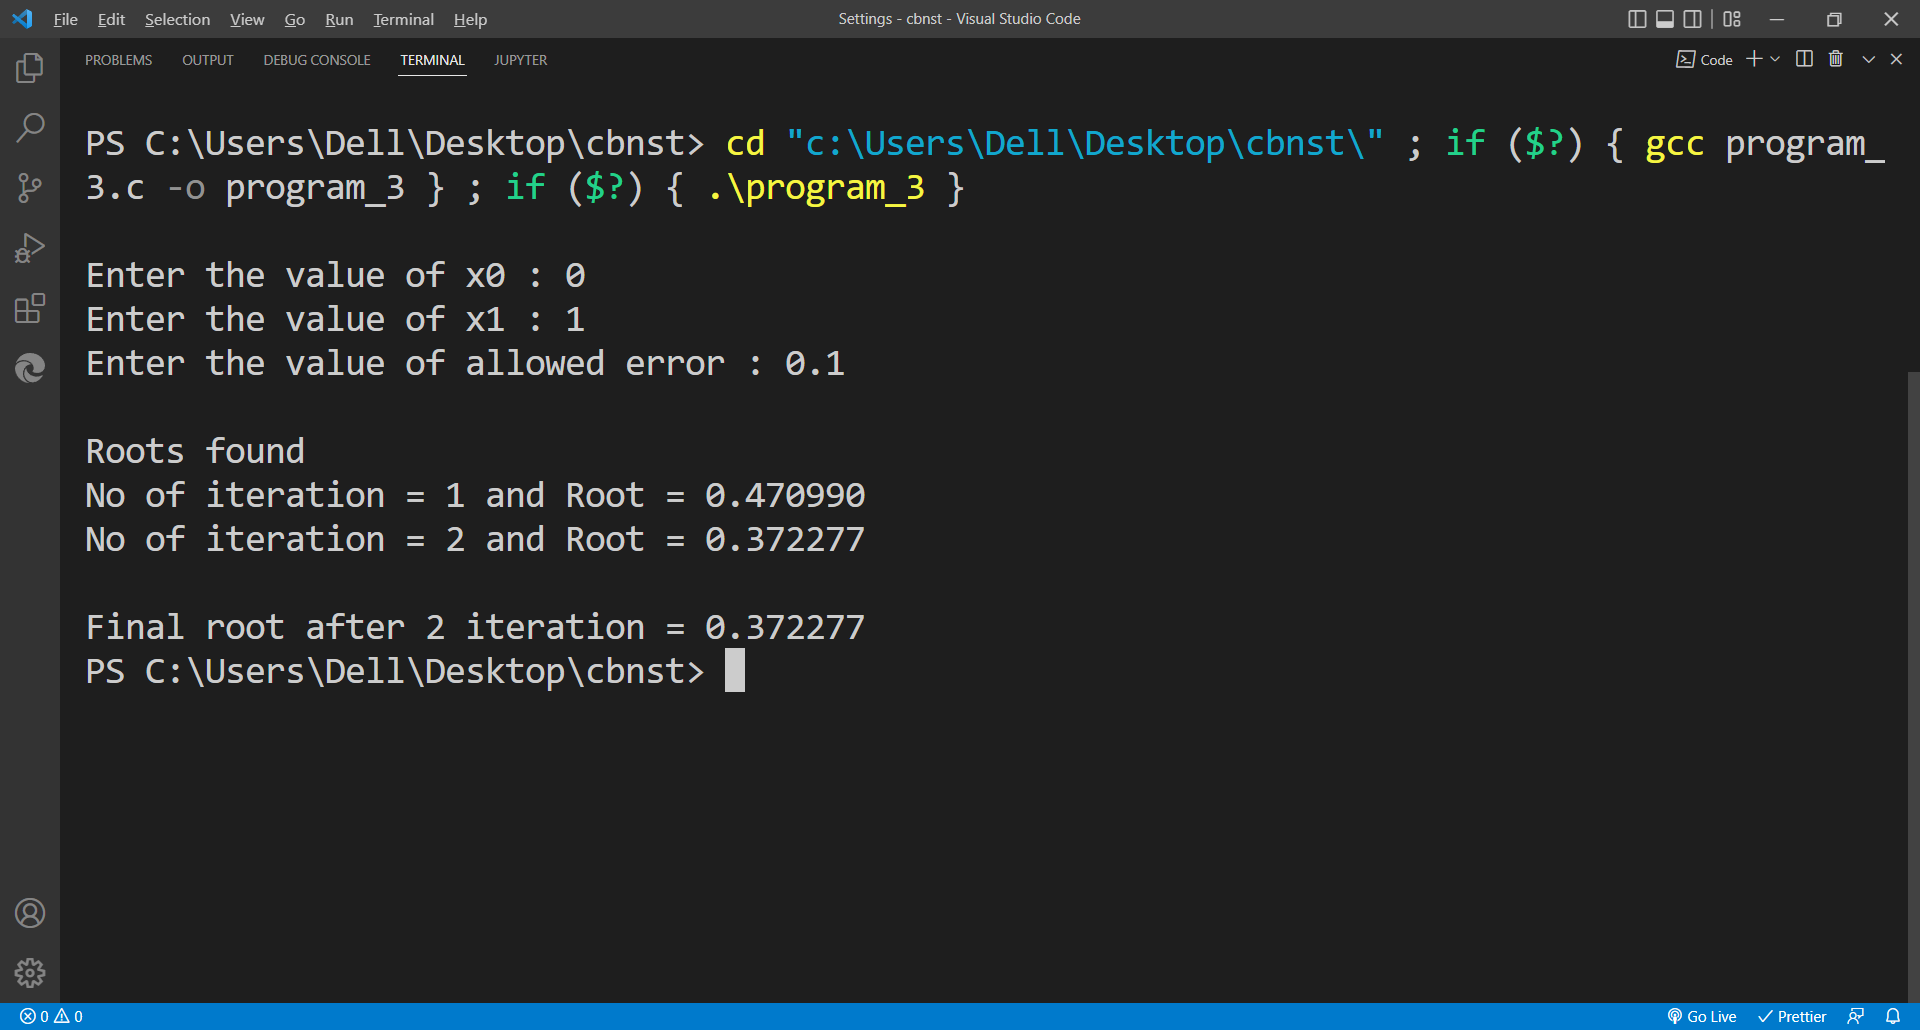 File Edit Selection View Go Run Terminal Help
Settings - cbnst - Visual Studio Code
PROBLEMS OUTPUT DEBUG CONSOLE TERMINAL JUPYTER
Code
PS C:\Users\Dell\Desktop\cbnst> cd "c:\Users\Dell\Desktop\cbnst\" ; if ($?) { gcc program_
3.c -o program_3 } ; if ($?) { .\program_3 }
Enter the value of x0 : 0
Enter the value of x1 : 1
Enter the value of allowed error : 0.1
Roots found
No of iteration = 1 and Root = 0.470990
No of iteration = 2 and Root = 0.372277
Final root after 2 iteration = 0.372277
PS C:\Users\Dell\Desktop\cbnst>
0 0
Go Live Prettier